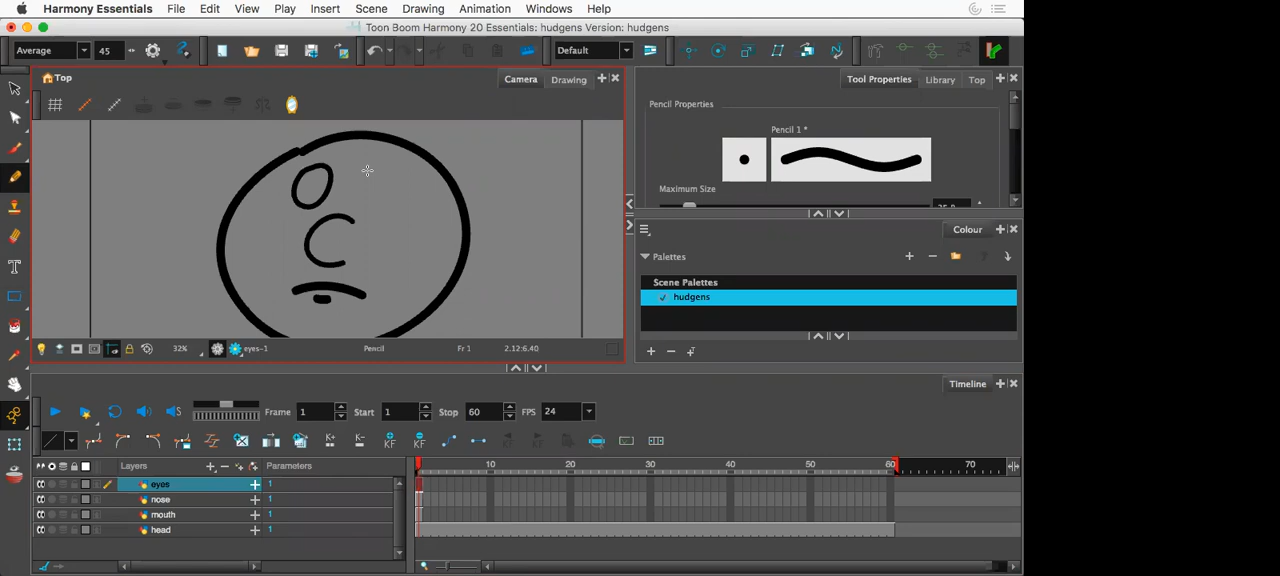 Harmony Essentials File Edit View Play Insert Scene Drawing Animation Windows Help
Toon Boom Harmony 20 Essentials: hudgens Version: hudgens
Average 45 Default
Top Camera Drawing
Tool Properties Library Top
Pencil Properties
Pencil 1 *
Maximum Size
Colour
Palettes
Scene Palettes
hudgens
32% eyes-1 Pencil Fr 1 2.12:6.40
Timeline
Frame 1 Start 1 Stop 60 FPS 24
K+ K- KF KF
Layers Parameters 10 20 30 40 50 60 70
eyes 1
nose 1
mouth 1
head 1